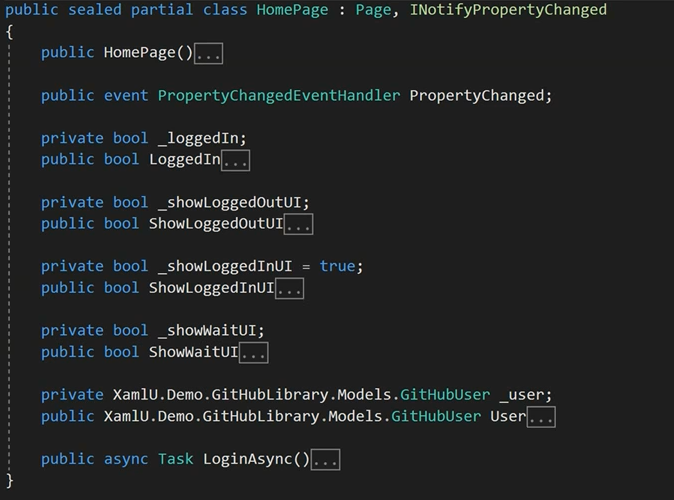 public sealed partial class HomePage : Page, INotifyPropertyChanged
{
public HomePage()...
public event PropertyChangedEventHandler PropertyChanged;
private bool _loggedIn;
public bool LoggedIn...
private bool _showLoggedOutUI;
public bool ShowLoggedOutUI...
private bool _showLoggedInUI = true;
public bool ShowLoggedInUI...
private bool _showWaitUI;
public bool ShowWaitUI...
private XamlU.Demo.GitHubLibrary.Models.GitHubUser _user;
public XamlU.Demo.GitHubLibrary.Models.GitHubUser User...
public async Task LoginAsync()...
}